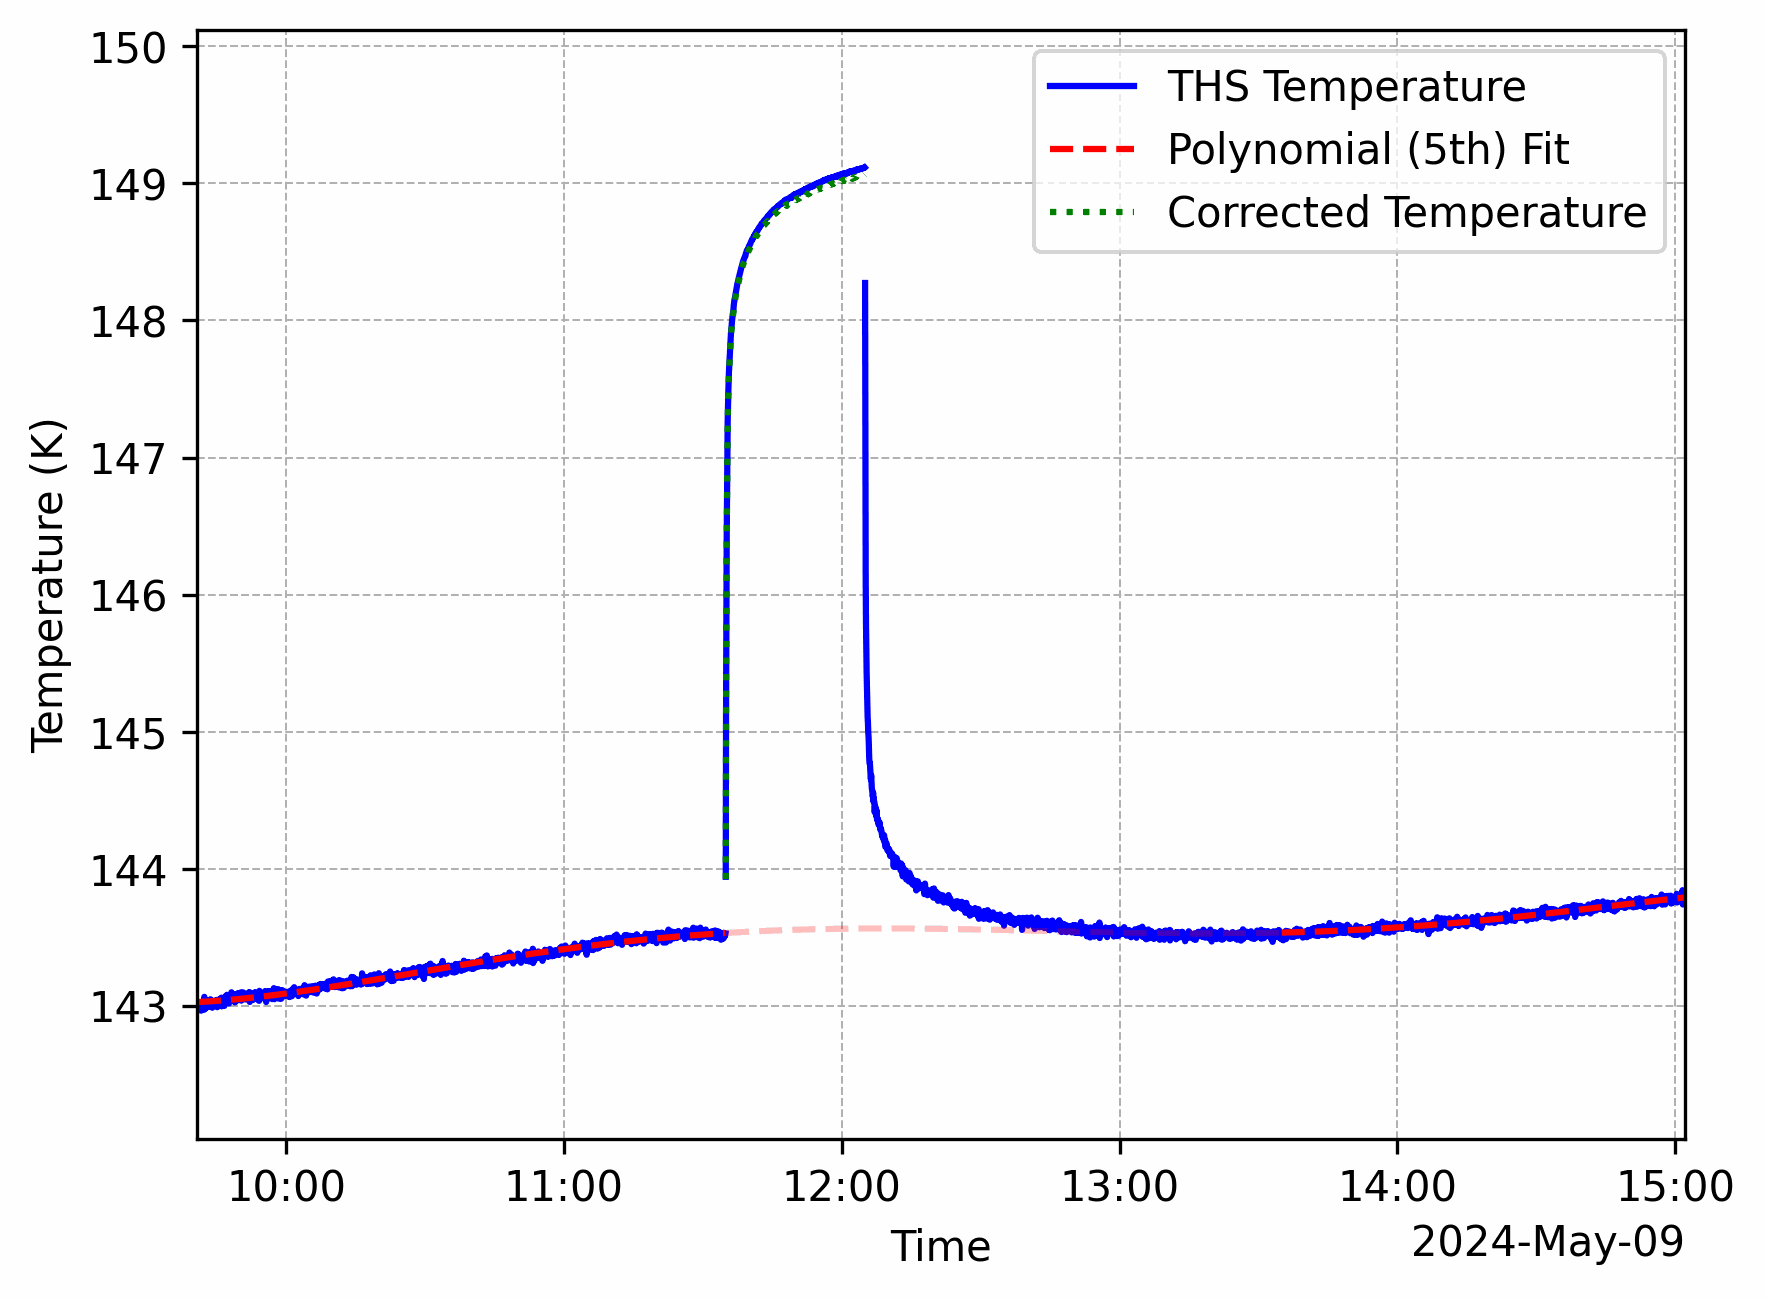 150
149
148
147
146
145
144
143
Temperature (K)
THS Temperature
Polynomial (5th) Fit
Corrected Temperature
10:00 11:00 12:00 13:00 14:00 15:00
Time
2024-May-09